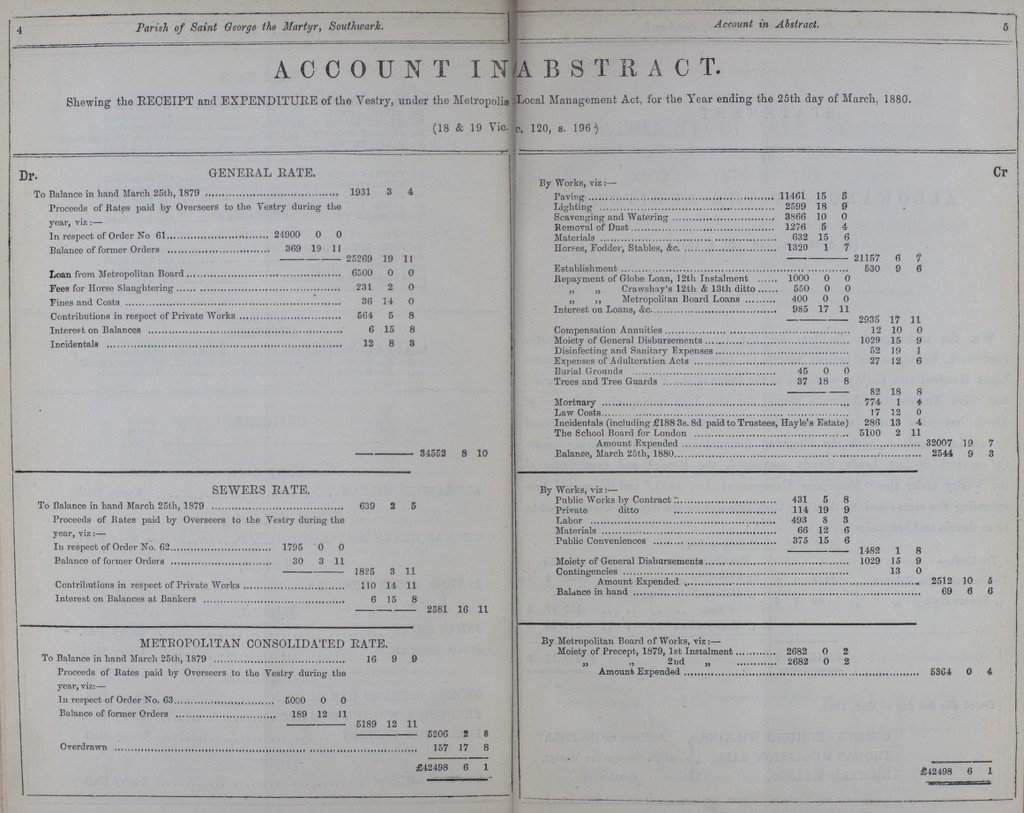 4 Parish of Saint George the Martyr, Southwark.
Account in Abstract. 5
ACCOUNT IN ABSTRACT.
Shewing the RECEIPT and EXPENDITURE of the Vestry, under the Metropolis Local Management Act, for the Year ending the 25th day of March, 1880.
(18 & 19 Vic. c. 120, s. 196.)
Dr. GENERAL RATE.
To Balance in hand March 25th, 1879 ... 1931 3 4
Proceeds of Rates paid by Overseers to the Vestry during the
year, viz:—
In respect of Order No 61 ... 24900 0 0
Balance of former Orders ... 369 19 11
25269 19 11
Loan from Metropolitan Board ... 6500 0 0
Fees for Horse Slaughtering ... 231 2 0
Fines and Costs ... 36 14 0
Contributions in respect of Private Works ... 564 5 8
Interest on Balances ... 6 15 8
Incidentals ... 12 8 3
34552 8 10
SEWERS RATE.
To Balance in hand March 25th, 1879 ... 639 2 5
Proceeds of Rates paid by Overseers to the Vestry during the
year, viz:—
In respect of Order No. 62 ... 1795 0 0
Balance of former Orders ... 30 3 11
1825 3 11
Contributions in respect of Private Works ... 110 14 11
Interest on Balances at Bankers ... 6 15 8
2581 16 11
METROPOLITAN CONSOLIDATED RATE.
To Balance in hand March 25th, 1879 ... 16 9 9
Proceeds of Rates paid by Overseers to the Vestry during the
year, viz:—
In respect of Order No. 63 ... 5000 0 0
Balance of former Orders ... 189 12 11
5189 12 11
5206 2 8
Overdrawn ... 157 17 8
£42498 6 1
Cr
By Works, viz:—
Paving ... 11461 15 5
Lighting ... 2599 18 9
Scavenging and Watering ... 3866 10 0
Removal of Dust ... 1276 5 4
Materials ... 632 15 6
Horses, Fodder, Stables, &c. ... 1320 1 7
21157 6 7
Establishment ... 530 9 6
Repayment of Globe Loan, 12th Instalment ... 1000 0 0
„ „ Crawshay's 12th & 13th ditto ... 550 0 0
„ „ Metropolitan Board Loans ... 400 0 0
Interest on Loans, &c. ... 985 17 11
2935 17 11
Compensation Annuities ... 12 10 0
Moiety of General Disbursements ... 1029 15 9
Disinfecting and Sanitary Expenses ... 52 19 1
Expenses of Adulteration Acts ... 27 12 6
Burial Grounds ... 45 0 0
Trees and Tree Guards ... 37 18 8
82 18 8
Mortuary ... 774 1 4
Law Costs ... 17 12 0
Incidentals (including £188 3s. 8d paid to Trustees, Hayle's Estate) 286 13 4
The School Board for London ... 5100 2 11
Amount Expended ... 32007 19 7
Balance, March 25th, 1880 ... 2544 9 3
By Works, viz:—
Public Works by Contract ... 431 5 8
Private ditto ... 114 19 9
Labor ... 493 8 3
Materials ... 66 12 6
Public Conveniences ... 375 15 6
1482 1 8
Moiety of General Disbursements ... 1029 15 9
Contingencies ... 13 0
Amount Expended ... 2512 10 5
Balance in hand ... 69 6 6
By Metropolitan Board of Works, viz:—
Moiety of Precept, 1879, 1st Instalment ... 2682 0 2
„ „ 2nd „ ... 2682 0 2
Amount Expended ... 5364 0 4
£42498 6 1